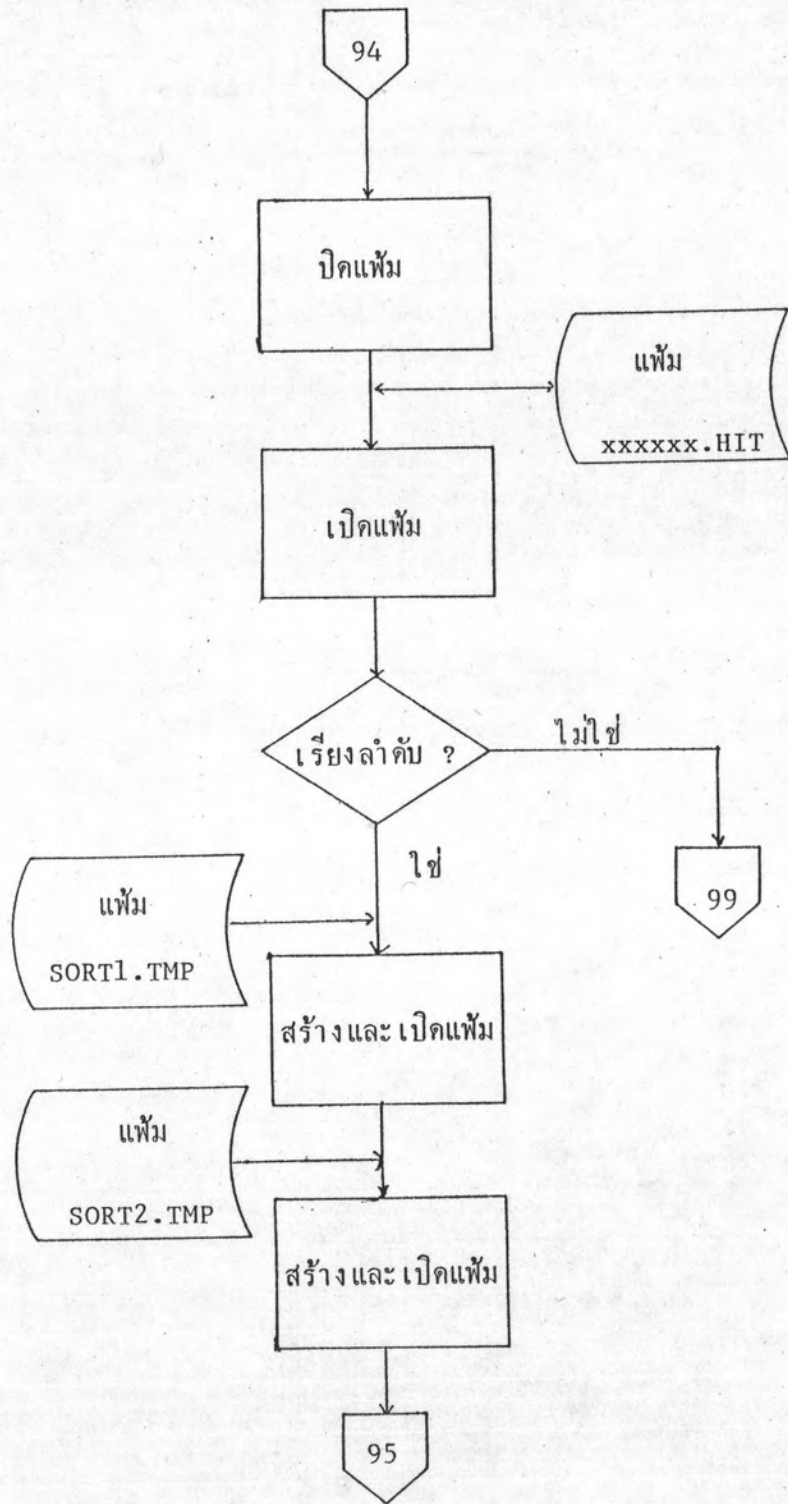 94
ปิดแฟ้ม
แฟ้ม
xxxxxx.HIT
เปิดแฟ้ม
เรียงลำดับ ?
ไม่ใช่
ใช่
99
แฟ้ม
SORT1.TMP
สร้างและเปิดแฟ้ม
แฟ้ม
SORT2.TMP
สร้างและเปิดแฟ้ม
95